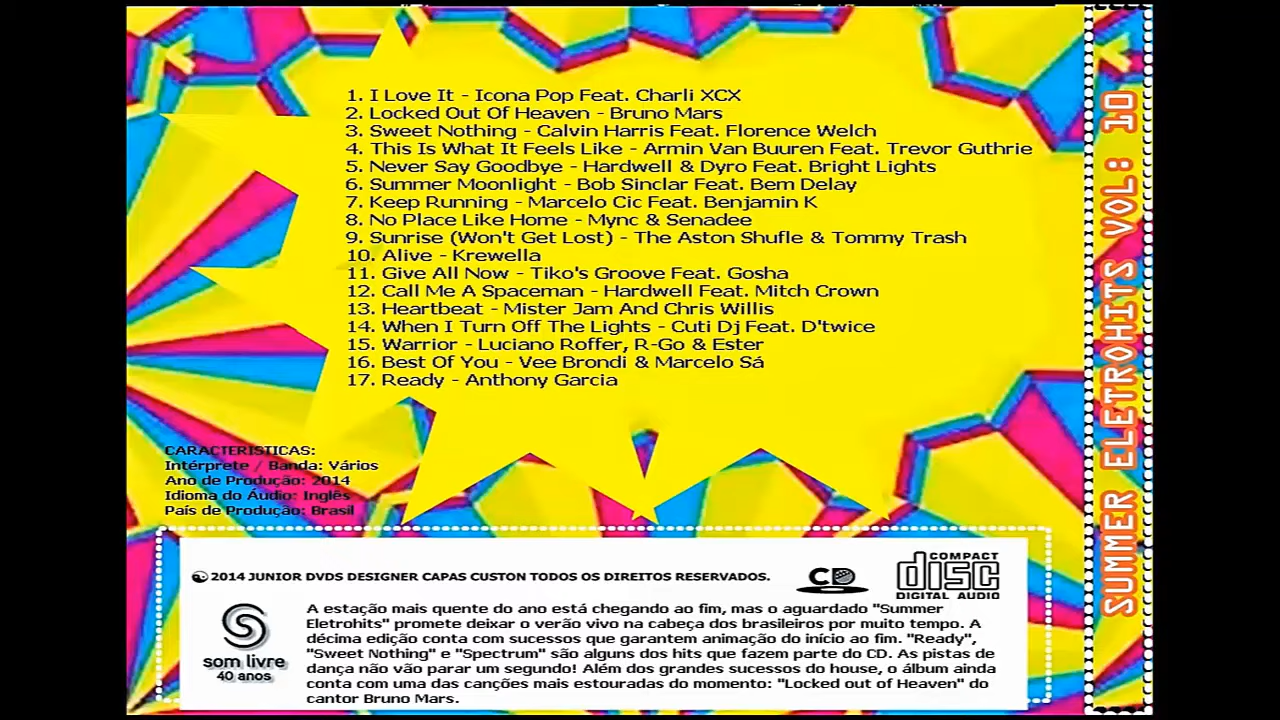 1. I Love It - Icona Pop Feat. Charli XCX
2. Locked Out Of Heaven - Bruno Mars
3. Sweet Nothing - Calvin Harris Feat. Florence Welch
4. This Is What It Feels Like - Armin Van Buuren Feat. Trevor Guthrie
5. Never Say Goodbye - Hardwell & Dyro Feat. Bright Lights
6. Summer Moonlight - Bob Sinclar Feat. Bem Delay
7. Keep Running - Marcelo Cic Feat. Benjamin K
8. No Place Like Home - Mync & Senadee
9. Sunrise (Won't Get Lost) - The Aston Shufle & Tommy Trash
10. Alive - Krewella
11. Give All Now - Tiko's Groove Feat. Gosha
12. Call Me A Spaceman - Hardwell Feat. Mitch Crown
13. Heartbeat - Mister Jam And Chris Willis
14. When I Turn Off The Lights - Cuti Dj Feat. D'twice
15. Warrior - Luciano Roffer, R-Go & Ester
16. Best Of You - Vee Brondi & Marcelo Sá
17. Ready - Anthony Garcia
CARACTERISTICAS:
Intérprete / Banda: Vários
Ano de Produção: 2014
Idioma do Áudio: Inglês
País de Produção: Brasil
2014 JUNIOR DVDS DESIGNER CAPAS CUSTON TODOS OS DIREITOS RESERVADOS.
CD
COMPACT
disc
DIGITAL AUDIO
som livre
40 anos
A estação mais quente do ano está chegando ao fim, mas o aguardado "Summer
Eletrohits" promete deixar o verão vivo na cabeça dos brasileiros por muito tempo. A
décima edição conta com sucessos que garantem animação do início ao fim. "Ready",
"Sweet Nothing" e "Spectrum" são alguns dos hits que fazem parte do CD. As pistas de
dança não vão parar um segundo! Além dos grandes sucessos do house, o álbum ainda
conta com uma das canções mais estouradas do momento: "Locked out of Heaven" do
cantor Bruno Mars.
SUMMER ELETROHITS VOL: 10